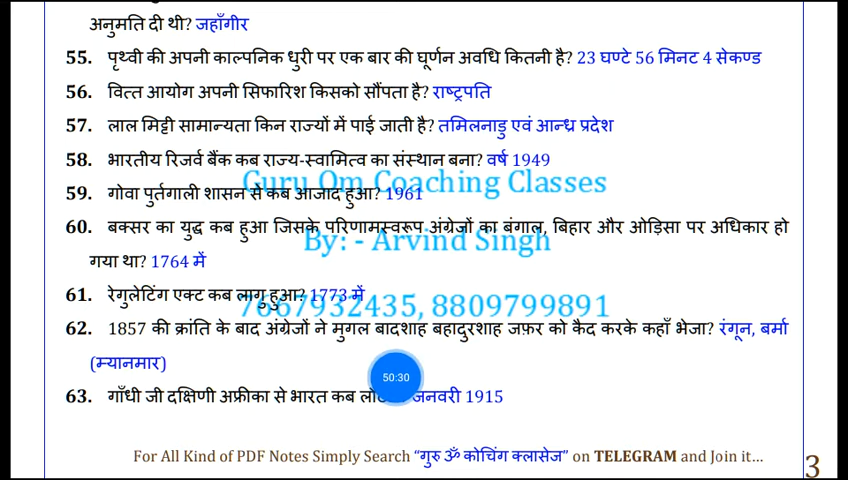 अनुमति दी थी? जहाँगीर
55. पृथ्वी की अपनी काल्पनिक धुरी पर एक बार की घूर्णन अवधि कितनी है? 23 घण्टे 56 मिनट 4 सेकण्ड
56. वित्त आयोग अपनी सिफारिश किसको सौंपता है? राष्ट्रपति
57. लाल मिट्टी सामान्यता किन राज्यों में पाई जाती है? तमिलनाडु एवं आन्ध्र प्रदेश
58. भारतीय रिजर्व बैंक कब राज्य-स्वामित्व का संस्थान बना? वर्ष 1949
Guru Om Coaching Classes
59. गोवा पुर्तगाली शासन से कब आजाद हुआ? 1961
60. बक्सर का युद्ध कब हुआ जिसके परिणामस्वरूप अंग्रेजों का बंगाल, बिहार और ओड़िसा पर अधिकार हो
By: - Arvind Singh
गया था? 1764 में
61. रेगुलेटिंग एक्ट कब लागु हुआ? 1773 में
7667932435, 8809799891
62. 1857 की क्रांति के बाद अंग्रेजों ने मुगल बादशाह बहादुरशाह जफ़र को कैद करके कहाँ भेजा? रंगून, बर्मा
(म्यानमार)
50:30
63. गाँधी जी दक्षिणी अफ्रीका से भारत कब जनवरी 1915
For All Kind of PDF Notes Simply Search “गुरु ॐ कोचिंग क्लासेज” on TELEGRAM and Join it...
3